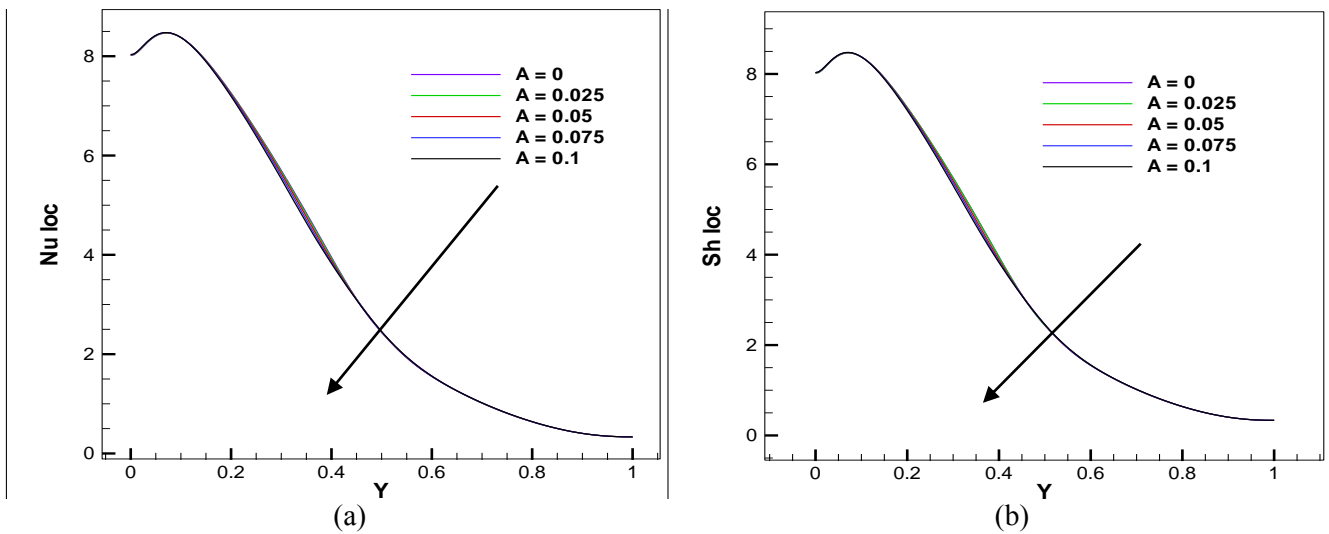 Nu loc
8
6
4
2
0
A = 0
A = 0.025
A = 0.05
A = 0.075
A = 0.1
0 0.2 0.4 0.6 0.8 1
Y
(a)
Sh loc
8
6
4
2
0
A = 0
A = 0.025
A = 0.05
A = 0.075
A = 0.1
0 0.2 0.4 0.6 0.8 1
Y
(b)